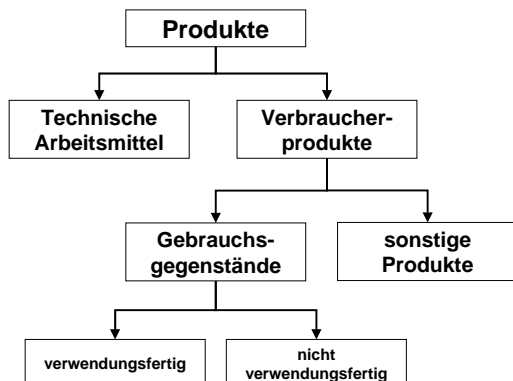 Produkte
Technische
Arbeitsmittel
Verbraucher-
produkte
Gebrauchs-
gegenstände
sonstige
Produkte
verwendungsfertig
nicht
verwendungsfertig